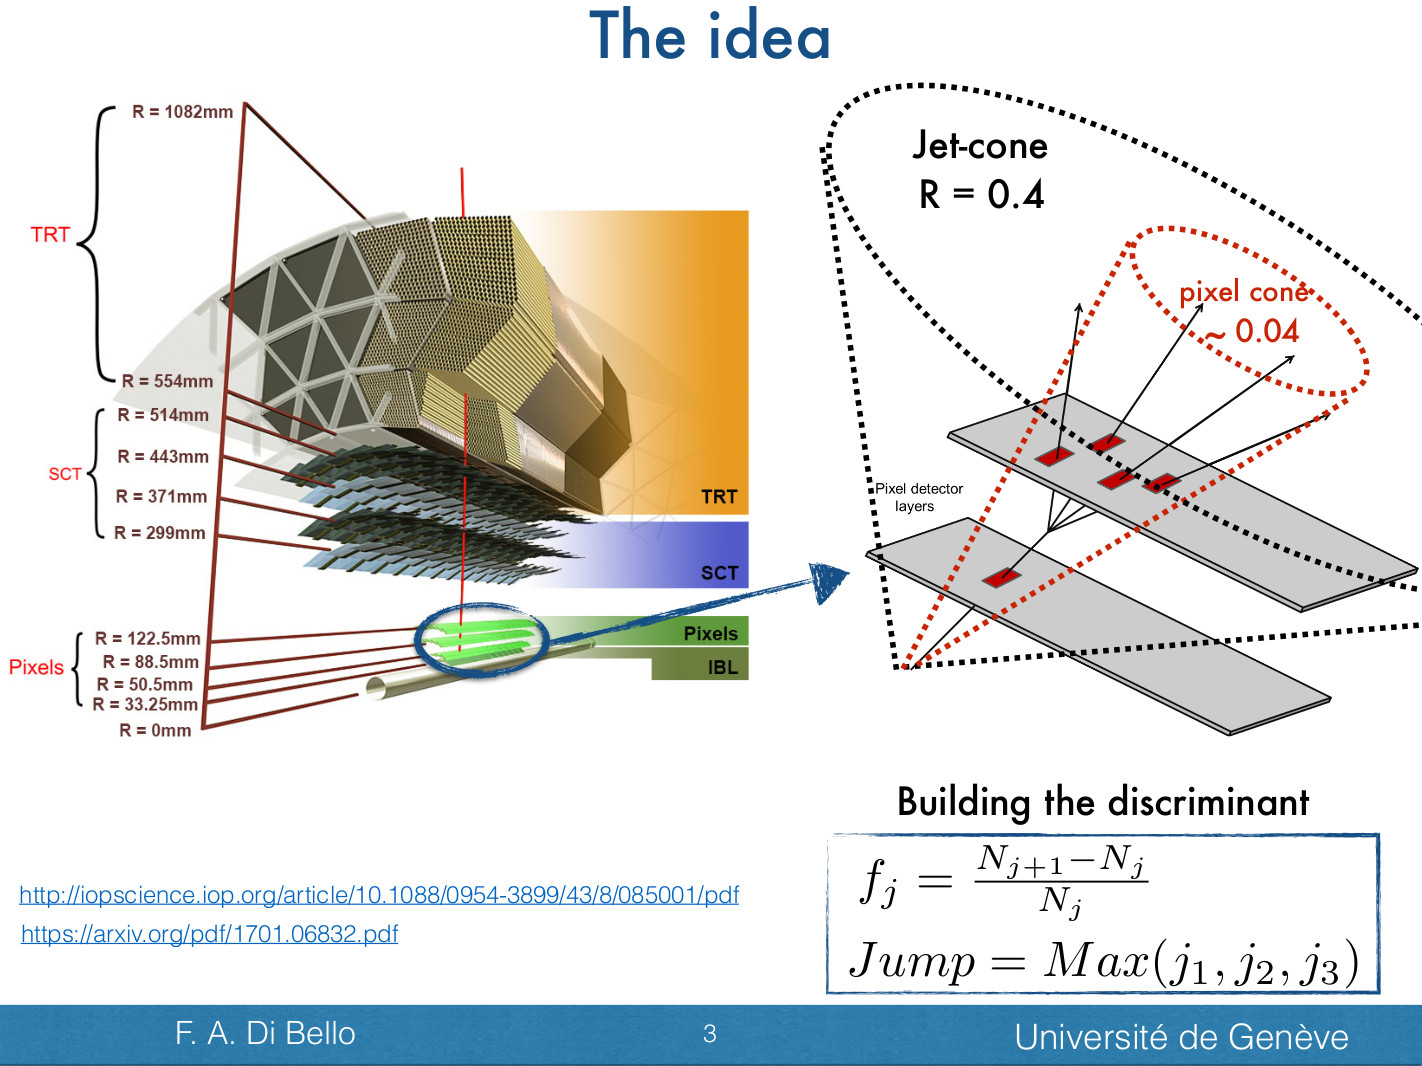 The idea
R = 1082mm
TRT
R = 554mm
R = 514mm
R = 443mm
SCT
R = 371mm
R = 299mm
R = 122.5mm
Pixels
R = 88.5mm
R = 50.5mm
R = 33.25mm
R = 0mm
TRT
SCT
Pixels
IBL
Jet-cone
R = 0.4
pixel cone
~ 0.04
Pixel detector
layers
Building the discriminant
f_j = \frac{N_{j+1} - N_j}{N_j}
Jump = Max(j_1, j_2, j_3)
http://iopscience.iop.org/article/10.1088/0954-3899/43/8/085001/pdf
https://arxiv.org/pdf/1701.06832.pdf
F. A. Di Bello
3
Université de Genève